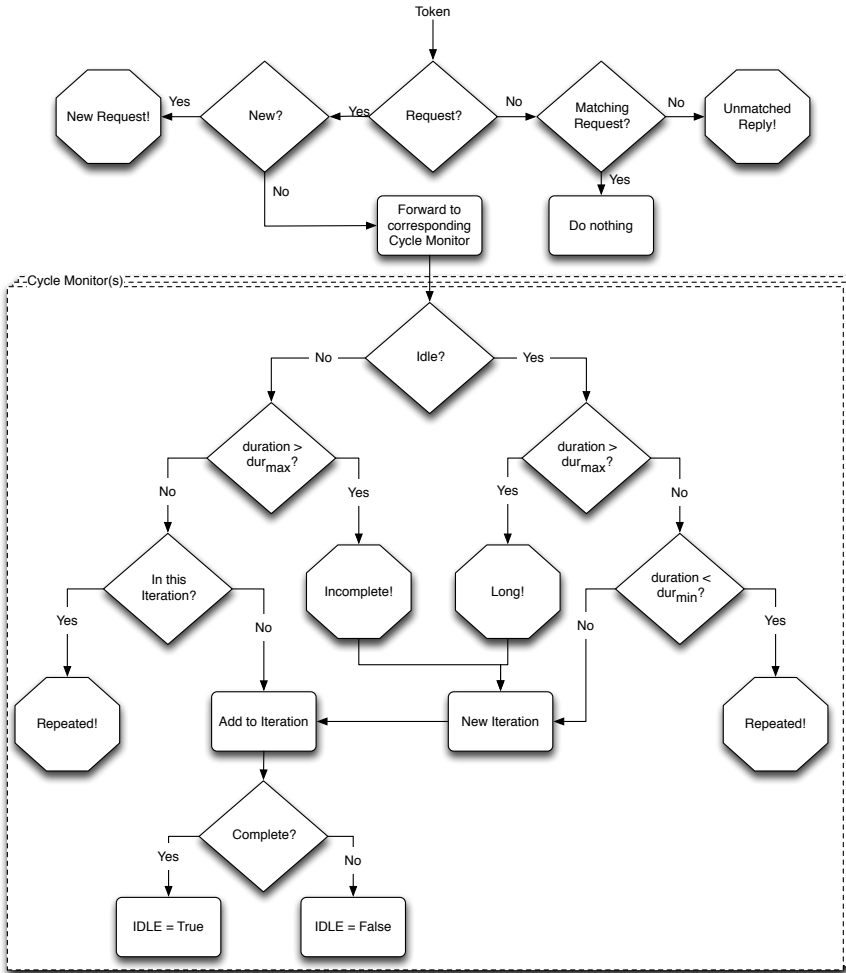 Token
New Request!
Yes
New?
Yes
Request?
No
Matching
Request?
No
Unmatched
Reply!
No
Yes
Forward to
corresponding
Cycle Monitor
Do nothing
Cycle Monitor(s)
No
Idle?
Yes
duration >
durmax?
duration >
durmax?
No
Yes
Yes
No
In this
Iteration?
Incomplete!
Long!
duration <
durmin?
Yes
No
No
Yes
Repeated!
Add to Iteration
New Iteration
Repeated!
Complete?
Yes
No
IDLE = True
IDLE = False